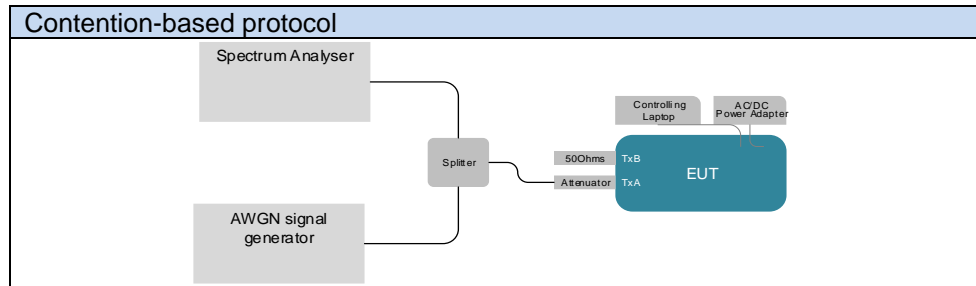 Contention-based protocol
Spectrum Analyser
Controlling
Laptop
AC/DC
Power Adapter
Splitter
50Ohms
TxB
EUT
Attenuator
TxA
AWGN signal
generator